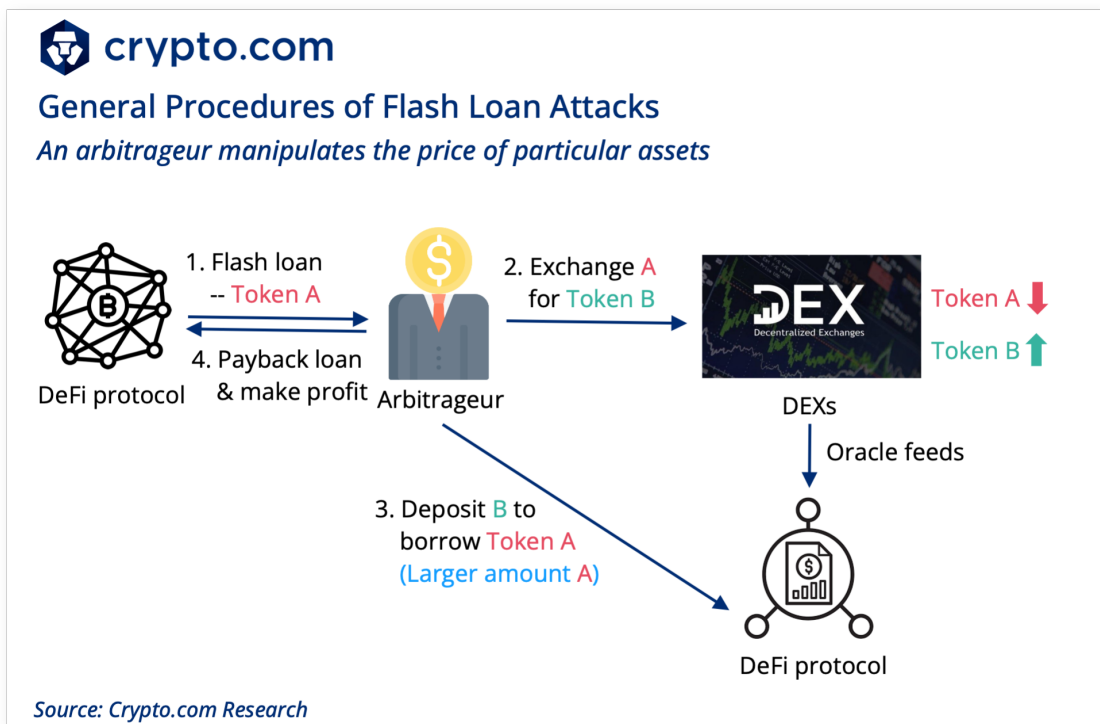 crypto.com
General Procedures of Flash Loan Attacks
An arbitrageur manipulates the price of particular assets
1. Flash loan
-- Token A
4. Payback loan
& make profit
DeFi protocol
Arbitrageur
2. Exchange A
for Token B
DEX
Decentralized Exchanges
Token A
Token B
DEXs
Oracle feeds
3. Deposit B to
borrow Token A
(Larger amount A)
DeFi protocol
Source: Crypto.com Research